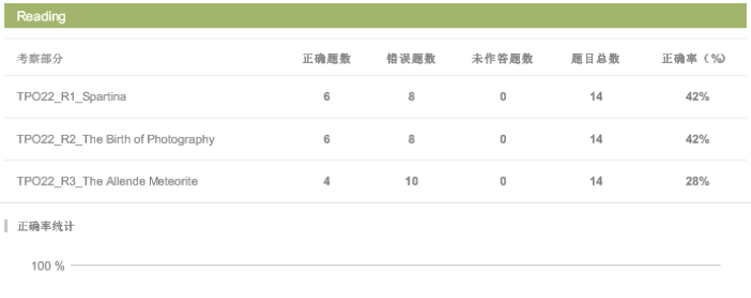 Reading
考察部分 正确题数 错误题数 未作答题数 题目总数 正确率（%）
TPO22_R1_Spartina 6 8 0 14 42%
TPO22_R2_The Birth of Photography 6 8 0 14 42%
TPO22_R3_The Allende Meteorite 4 10 0 14 28%
正确率统计
100 %